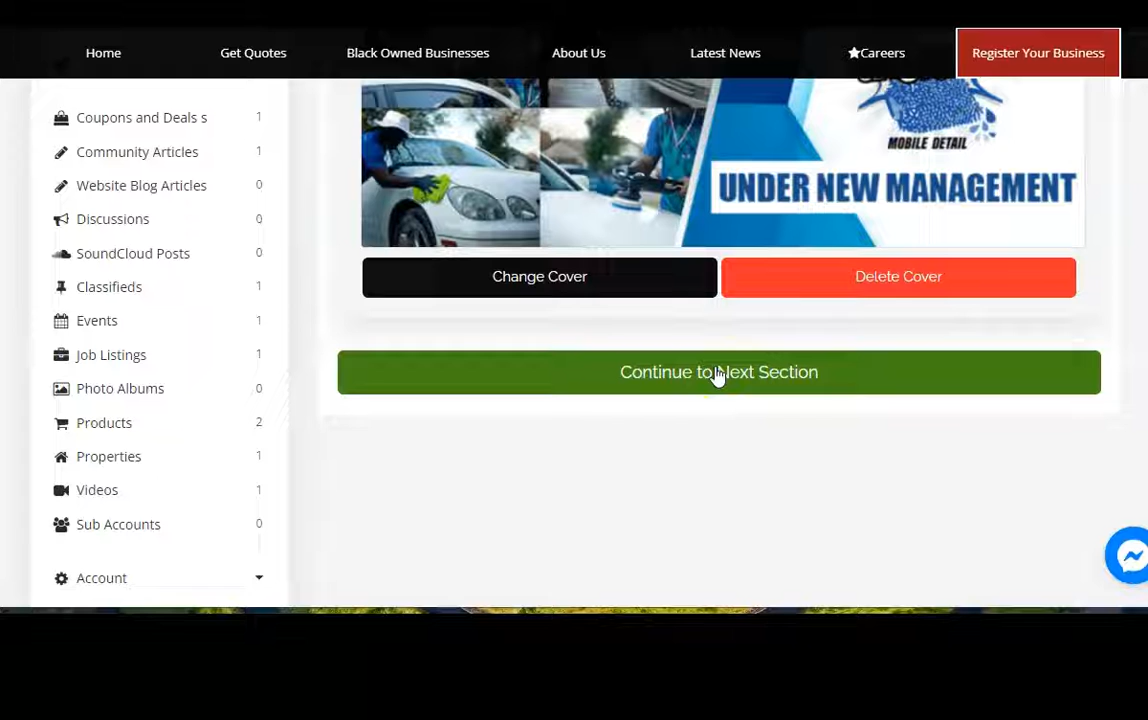 Home Get Quotes Black Owned Businesses About Us Latest News Careers Register Your Business
Coupons and Deals s 1
Community Articles 1
Website Blog Articles 0
Discussions 0
SoundCloud Posts 0
Classifieds 1
Events 1
Job Listings 1
Photo Albums 0
Products 2
Properties 1
Videos 1
Sub Accounts 0
Account
MOBILE DETAIL
UNDER NEW MANAGEMENT
Change Cover Delete Cover
Continue to Next Section